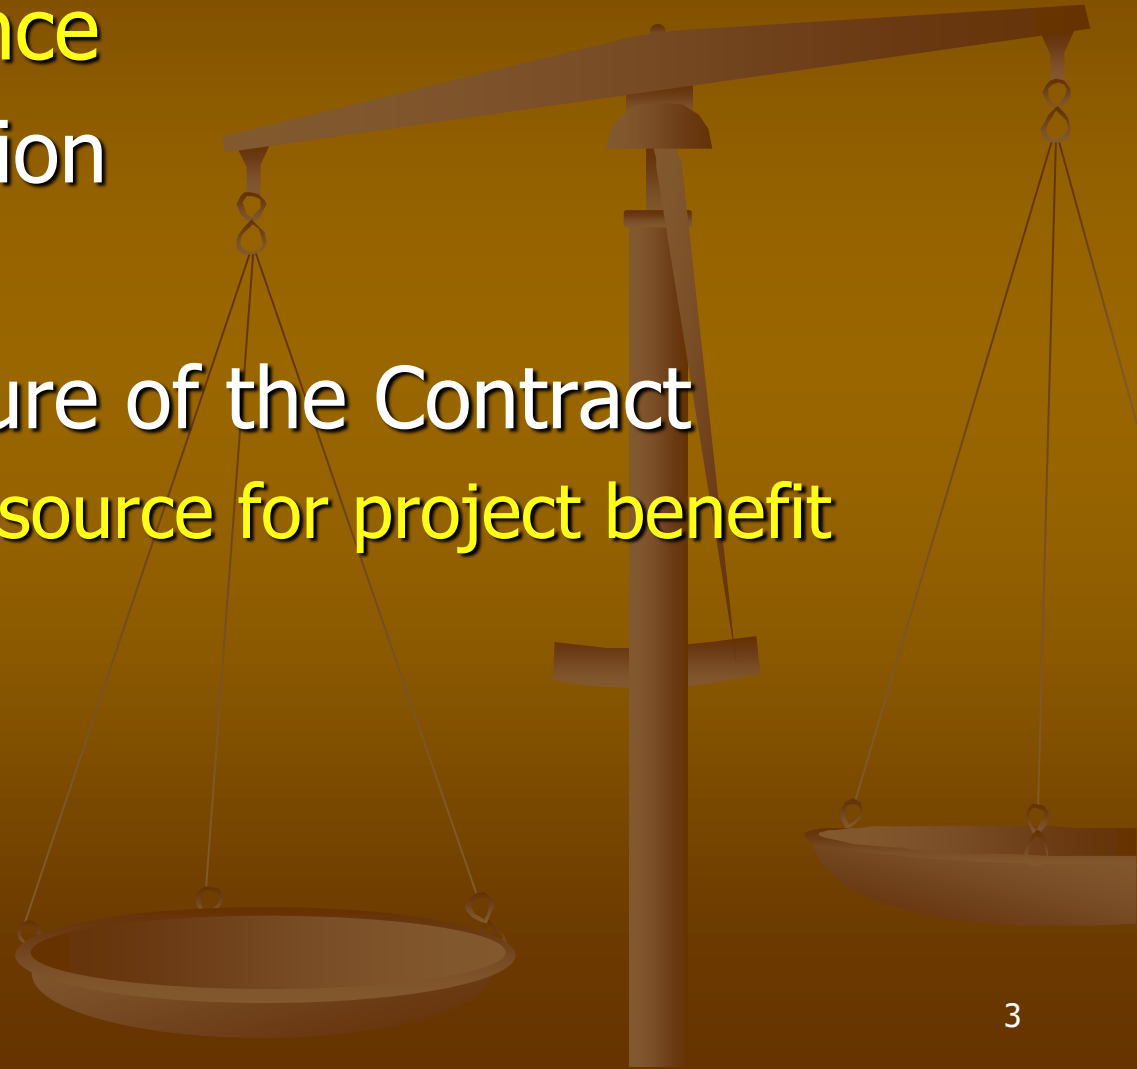 nce
ion
ure of the Contract
source for project benefit
3